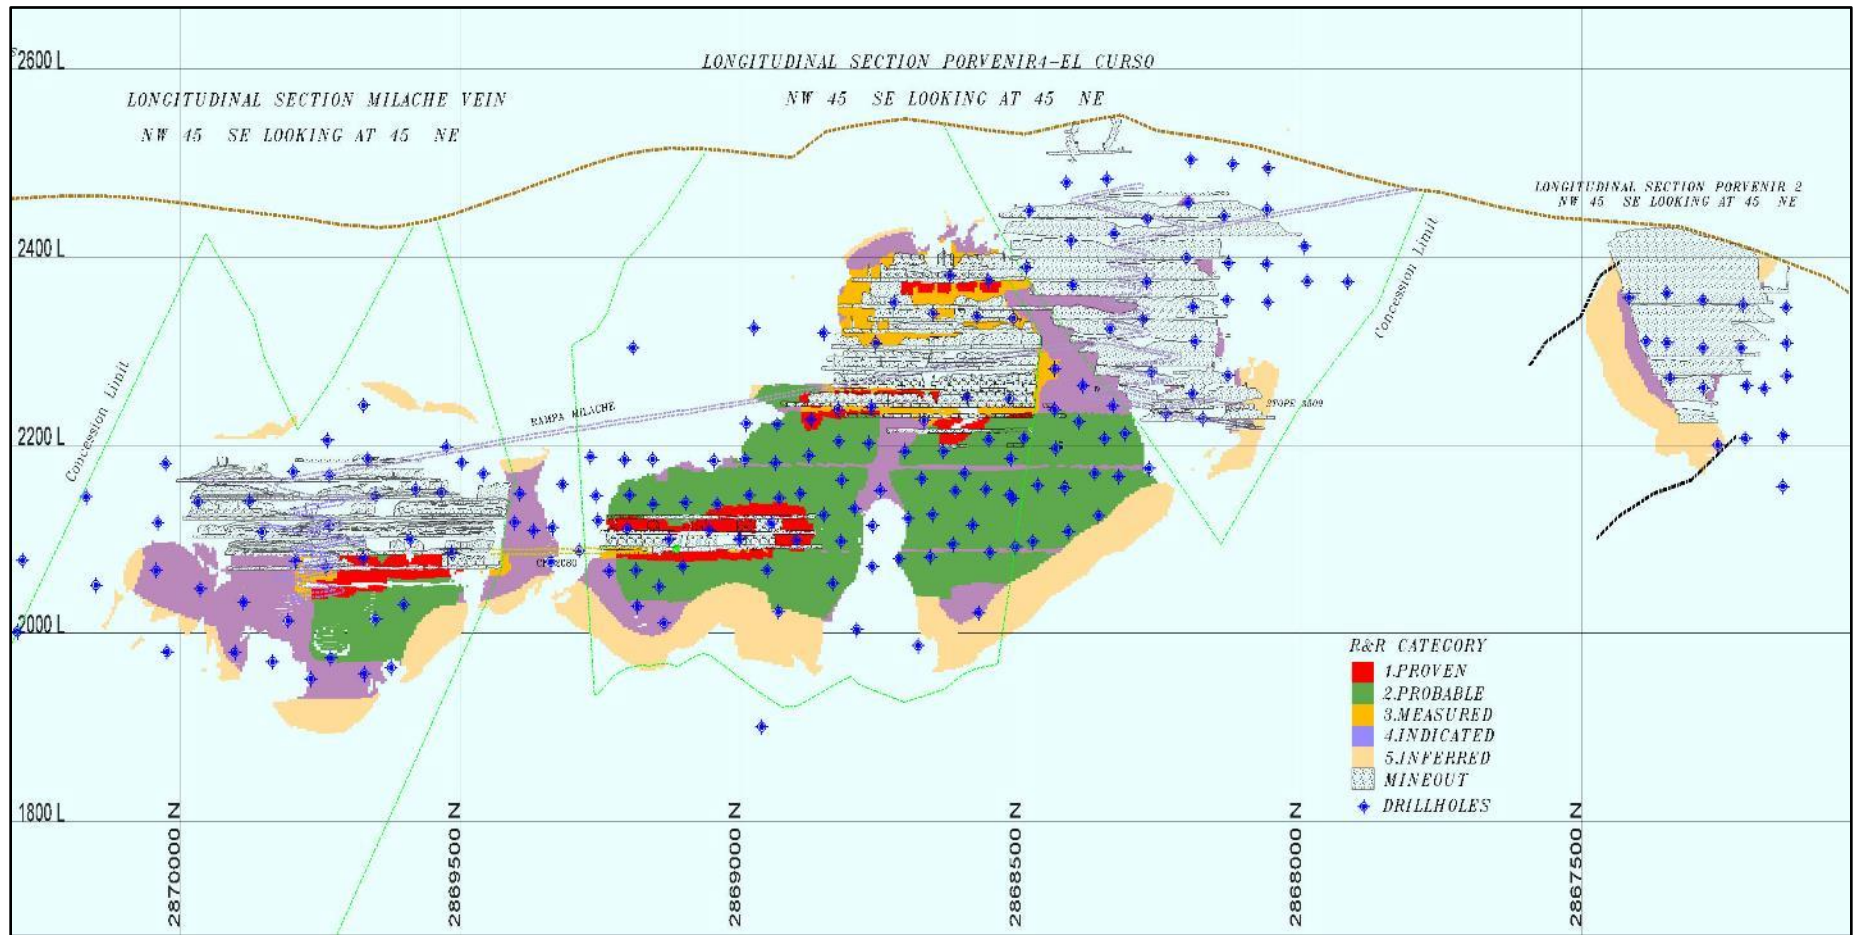 2600 L
LONGITUDINAL SECTION PORVENIR4-EL CURSO
NW 45 SE LOOKING AT 45 NE
LONGITUDINAL SECTION MILACHE VEIN
NW 45 SE LOOKING AT 45 NE
LONGITUDINAL SECTION PORVENIR 2
NW 45 SE LOOKING AT 45 NE
2400 L
Concession Limit
Concession Limit
RAMPA MILACHE
2200 L
2000 L
R&R CATEGORY
1.PROVEN
2.PROBABLE
3.MEASURED
4.INDICATED
5.INFERRED
MINEOUT
DRILLHOLES
1800 L
2870000 N
2869500 N
2869000 N
2868500 N
2868000 N
2867500 N